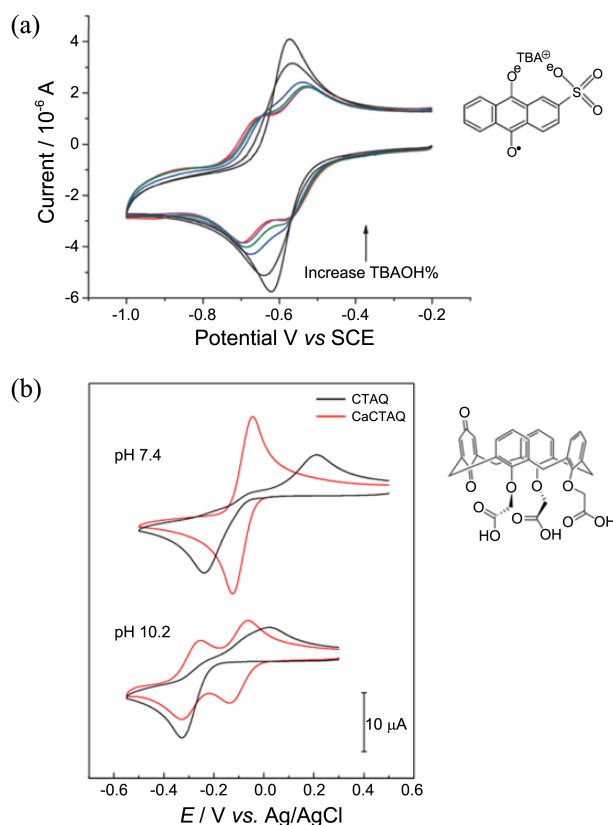 (a)
4
2
0
-2
-4
-6
Current / 10⁻⁶ A
Increase TBAOH%
-1.0 -0.8 -0.6 -0.4 -0.2
Potential V vs SCE
TBA⊕
e e
O O O
S
O
O•
(b)
CTAQ
CaCTAQ
pH 7.4
pH 10.2
10 μA
-0.6 -0.4 -0.2 0.0 0.2 0.4 0.6
E / V vs. Ag/AgCl
O
O O O O
O O O
HO OH OH